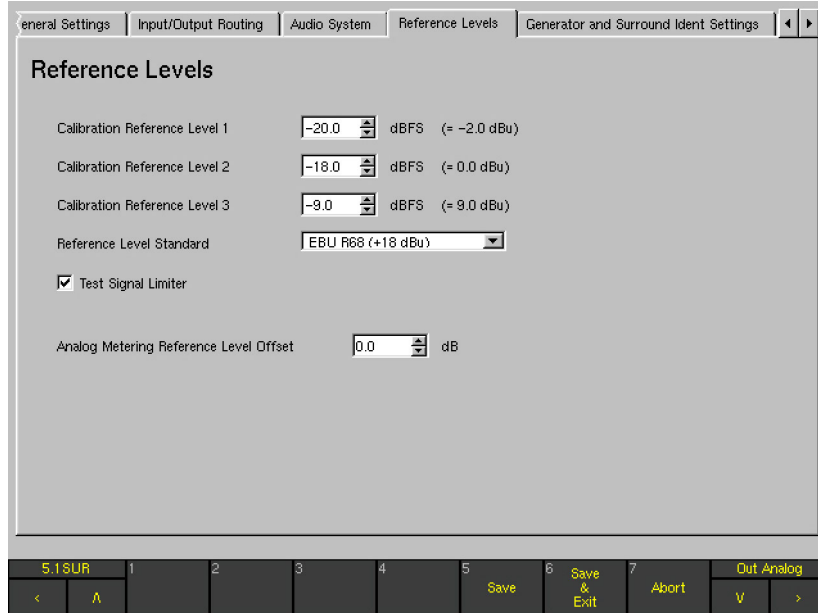 eneral Settings Input/Output Routing Audio System Reference Levels Generator and Surround Ident Settings
Reference Levels
Calibration Reference Level 1 -20.0 dBFS (= -2.0 dBu)
Calibration Reference Level 2 -18.0 dBFS (= 0.0 dBu)
Calibration Reference Level 3 -9.0 dBFS (= 9.0 dBu)
Reference Level Standard EBU R68 (+18 dBu)
Test Signal Limiter
Analog Metering Reference Level Offset 0.0 dB
5.1SUR 1 2 3 4 5 6 7 Out Analog
< Λ Save Save & Exit Abort V >